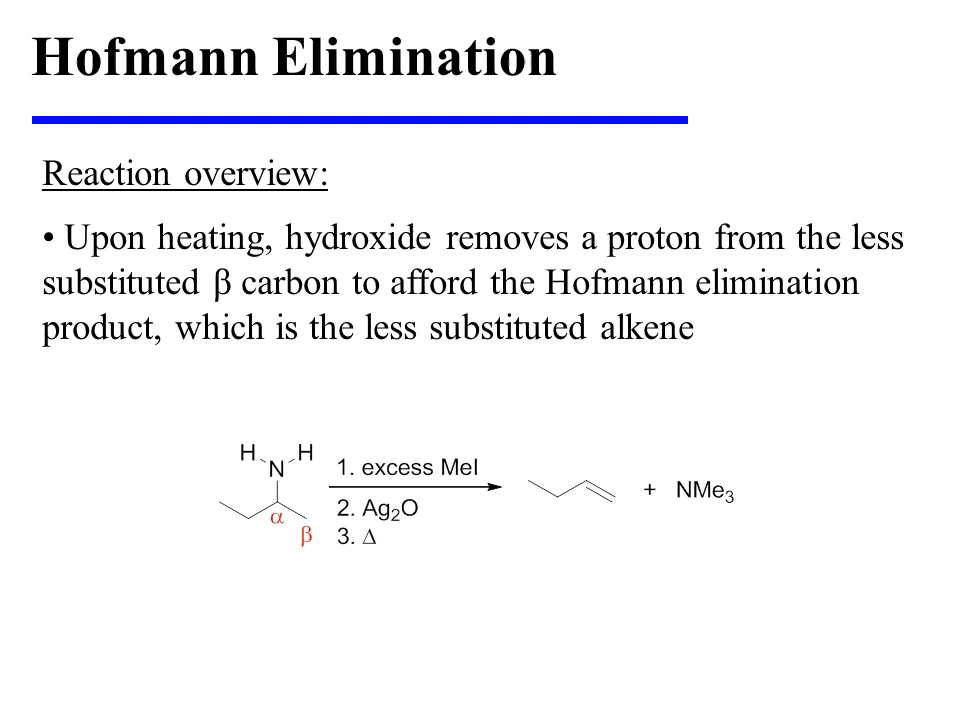 Hofmann Elimination
Reaction overview:
• Upon heating, hydroxide removes a proton from the less
substituted β carbon to afford the Hofmann elimination
product, which is the less substituted alkene
H H
N
α
β
1. excess MeI
2. Ag₂O
3. Δ
+ NMe₃